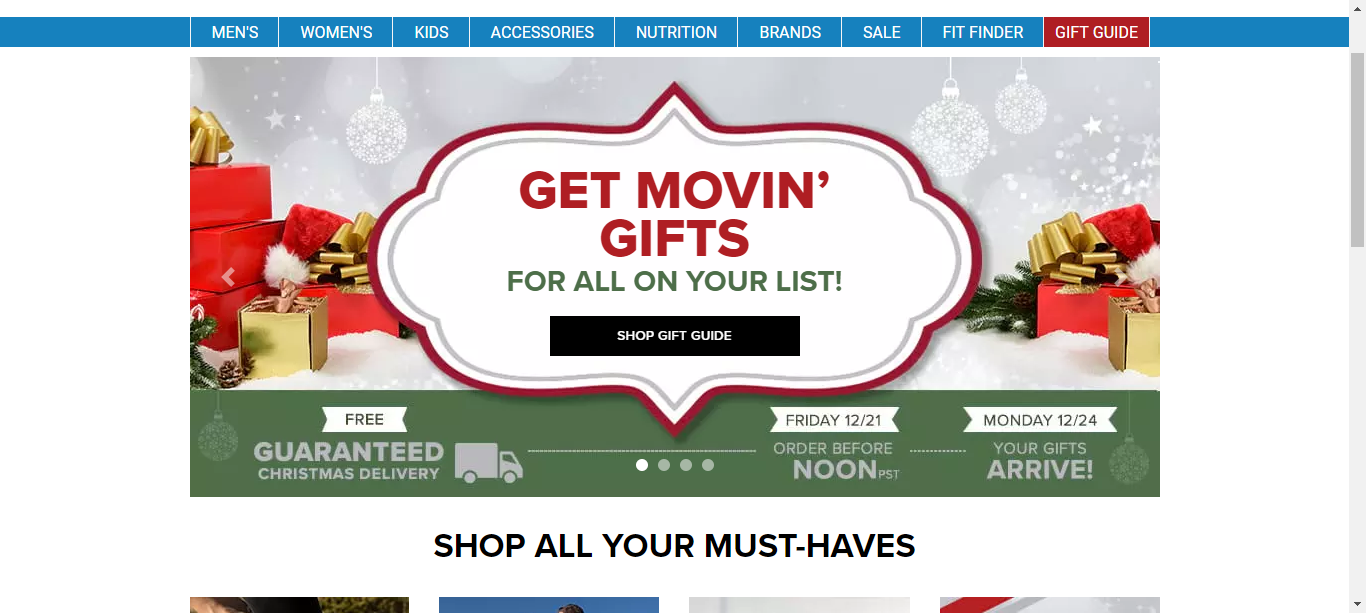 MEN'S WOMEN'S KIDS ACCESSORIES NUTRITION BRANDS SALE FIT FINDER GIFT GUIDE
GET MOVIN'
GIFTS
FOR ALL ON YOUR LIST!
SHOP GIFT GUIDE
FREE
GUARANTEED
CHRISTMAS DELIVERY
FRIDAY 12/21
ORDER BEFORE
NOON PST
MONDAY 12/24
YOUR GIFTS
ARRIVE!
SHOP ALL YOUR MUST-HAVES